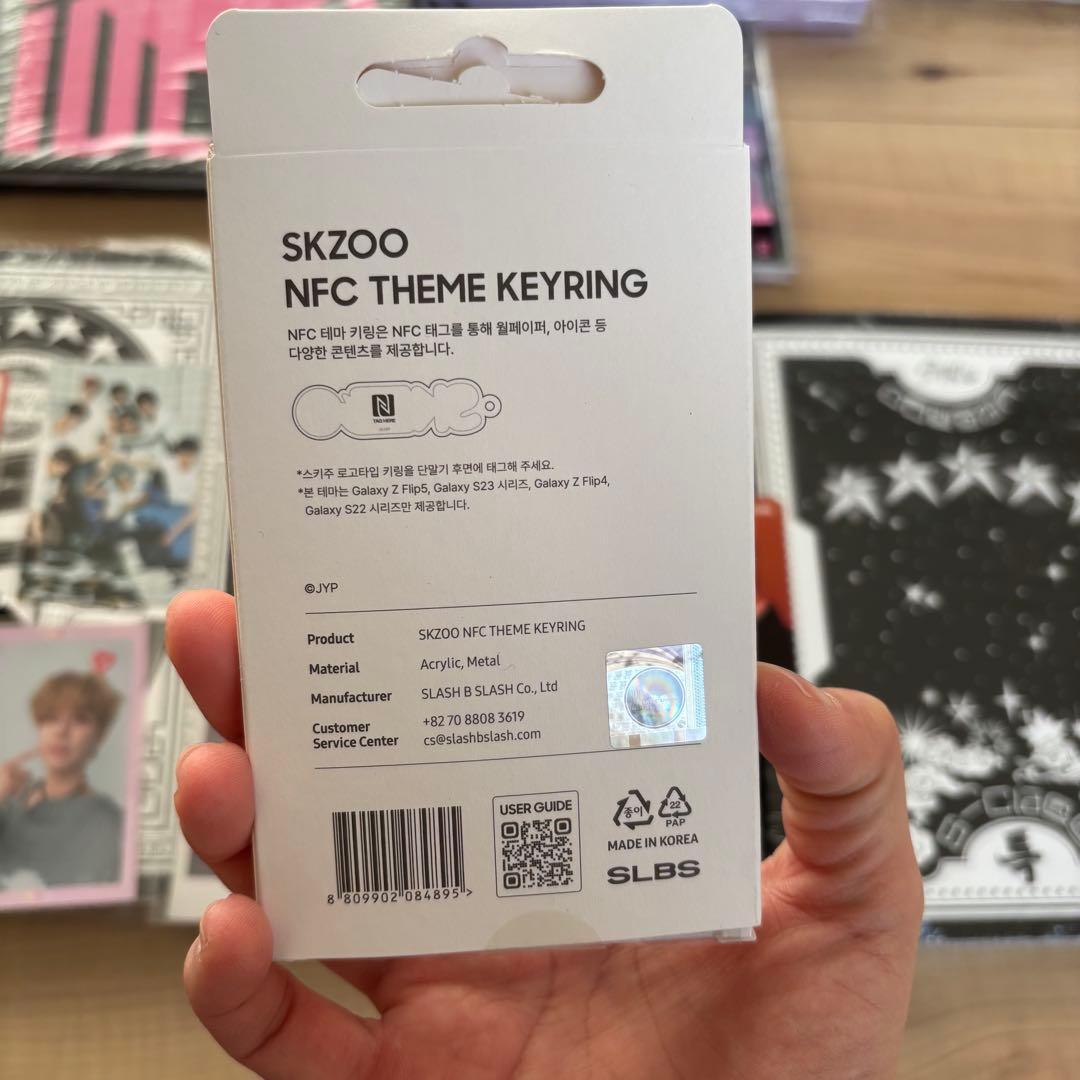 SKZOO
NFC THEME KEYRING
NFC 테마 키링은 NFC 태그를 통해 월페이퍼, 아이콘 등
다양한 콘텐츠를 제공합니다.
TAG HERE
*스키주 로고타입 키링을 단말기 후면에 태그해 주세요.
*본 테마는 Galaxy Z Flip5, Galaxy S23 시리즈, Galaxy Z Flip4,
Galaxy S22 시리즈만 제공합니다.
©JYP
Product SKZOO NFC THEME KEYRING
Material Acrylic, Metal
Manufacturer SLASH B SLASH Co., Ltd
Customer Service Center +82 70 8808 3619
cs@slashbslash.com
8 809902 084895 >
USER GUIDE
종이
22
PAP
MADE IN KOREA
SLBS
특